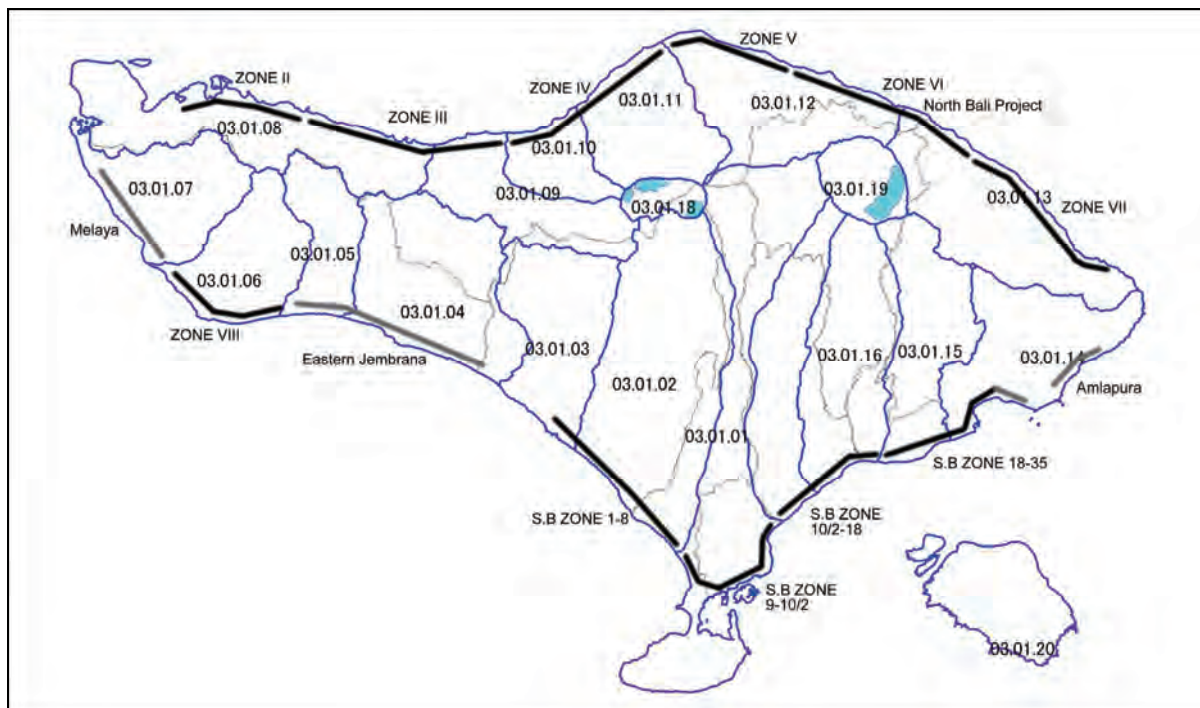 ZONE V
ZONE II
ZONE IV
ZONE VI
03.01.11
03.01.12
North Bali Project
ZONE III
03.01.08
03.01.10
03.01.07
03.01.09
03.01.19
03.01.13
03.01.18
ZONE VII
Melaya
03.01.05
03.01.06
03.01.04
ZONE VIII
03.01.03
03.01.16
03.01.15
03.01.14
Eastern Jembrana
03.01.02
Amlapura
03.01.01
S.B ZONE 18-35
S.B ZONE 1-8
S.B ZONE
10/2-18
S.B ZONE
9-10/2
03.01.20